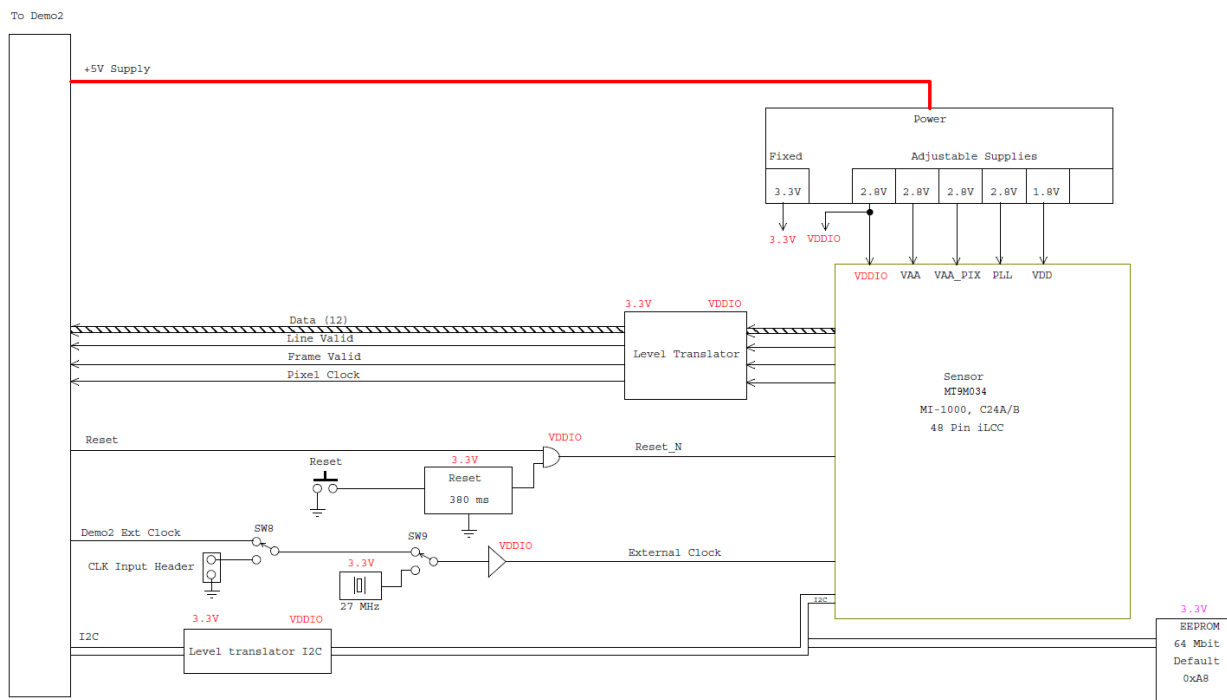 To Demo2
+5V Supply
Power
Fixed
Adjustable Supplies
3.3V
2.8V
2.8V
2.8V
2.8V
1.8V
3.3V
VDDIO
VDDIO
VAA
VAA_PIX
PLL
VDD
3.3V
VDDIO
Data (12)
Line Valid
Frame Valid
Pixel Clock
Level Translator
Sensor
MT9M034
MI-1000, C24A/B
48 Pin iLCC
Reset
VDDIO
Reset_N
Reset
3.3V
Reset
380 ms
Demo2 Ext Clock
SW8
SW9
VDDIO
External Clock
CLK Input Header
3.3V
27 MHz
I2C
3.3V
VDDIO
I2C
Level translator I2C
3.3V
EEPROM
64 Mbit
Default
0xA8